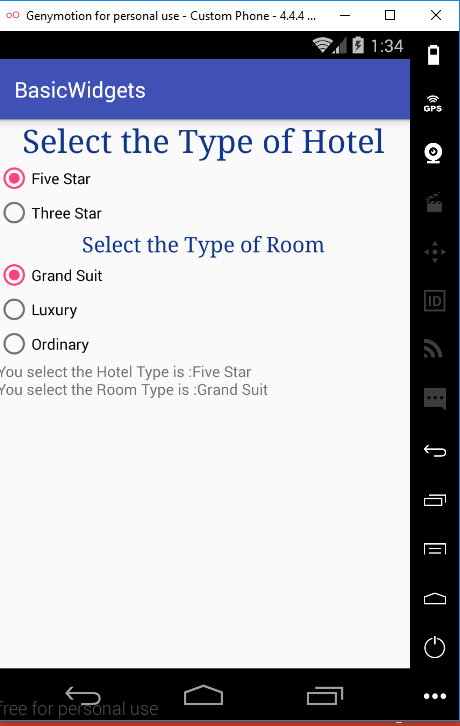 Genymotion for personal use - Custom Phone - 4.4.4 ...
1:34
BasicWidgets
GPS
Select the Type of Hotel
Five Star
Three Star
Select the Type of Room
Grand Suit
Luxury
Ordinary
You select the Hotel Type is :Five Star
You select the Room Type is :Grand Suit
ID
free for personal use